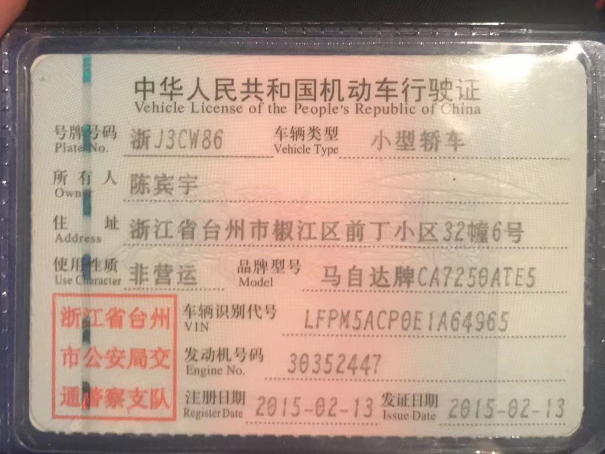 中华人民共和国机动车行驶证
Vehicle License of the People's Republic of China
号牌号码 浙J3CW86 车辆类型 小型轿车
Plate No. Vehicle Type
所有人 陈宾宇
Owner
住址 浙江省台州市椒江区前丁小区32幢6号
Address
使用性质 非营运 品牌型号 马自达牌CA7250ATE5
Use Character Model
浙江省台州
市公安局交
通警察支队
车辆识别代号 LFPM5ACP0E1A64965
VIN
发动机号码 30352447
Engine No.
注册日期 2015-02-13 发证日期 2015-02-13
Register Date Issue Date